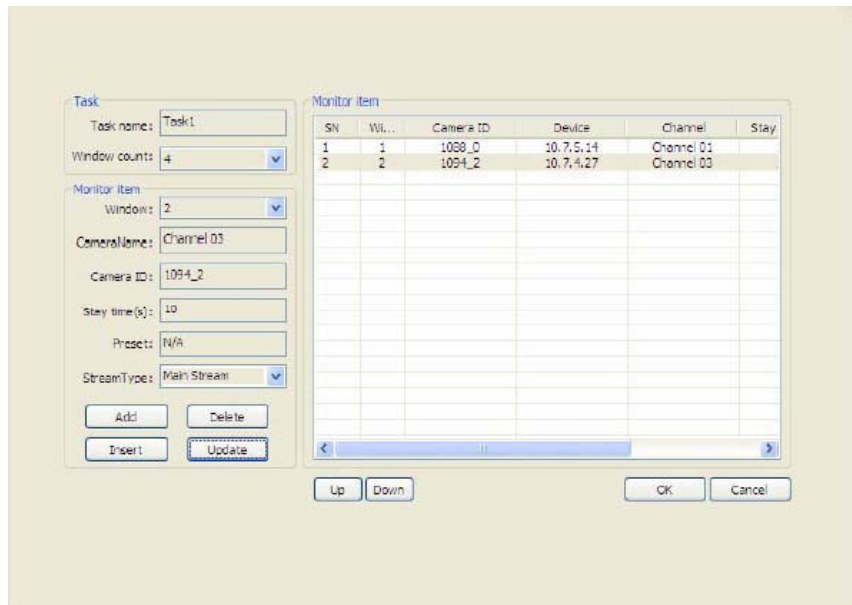 Task
Task name: Task1
Window count: 4
Monitor item
Window: 2
CameraName: Channel 03
Camera ID: 1094_2
Stay time(s): 10
Preset: N/A
StreamType: Main Stream
Add Delete
Insert Update
Monitor item
SN Wi... Camera ID Device Channel Stay
1 1 1088_0 10.7.5.14 Channel 01
2 2 1094_2 10.7.4.27 Channel 03
Up Down OK Cancel